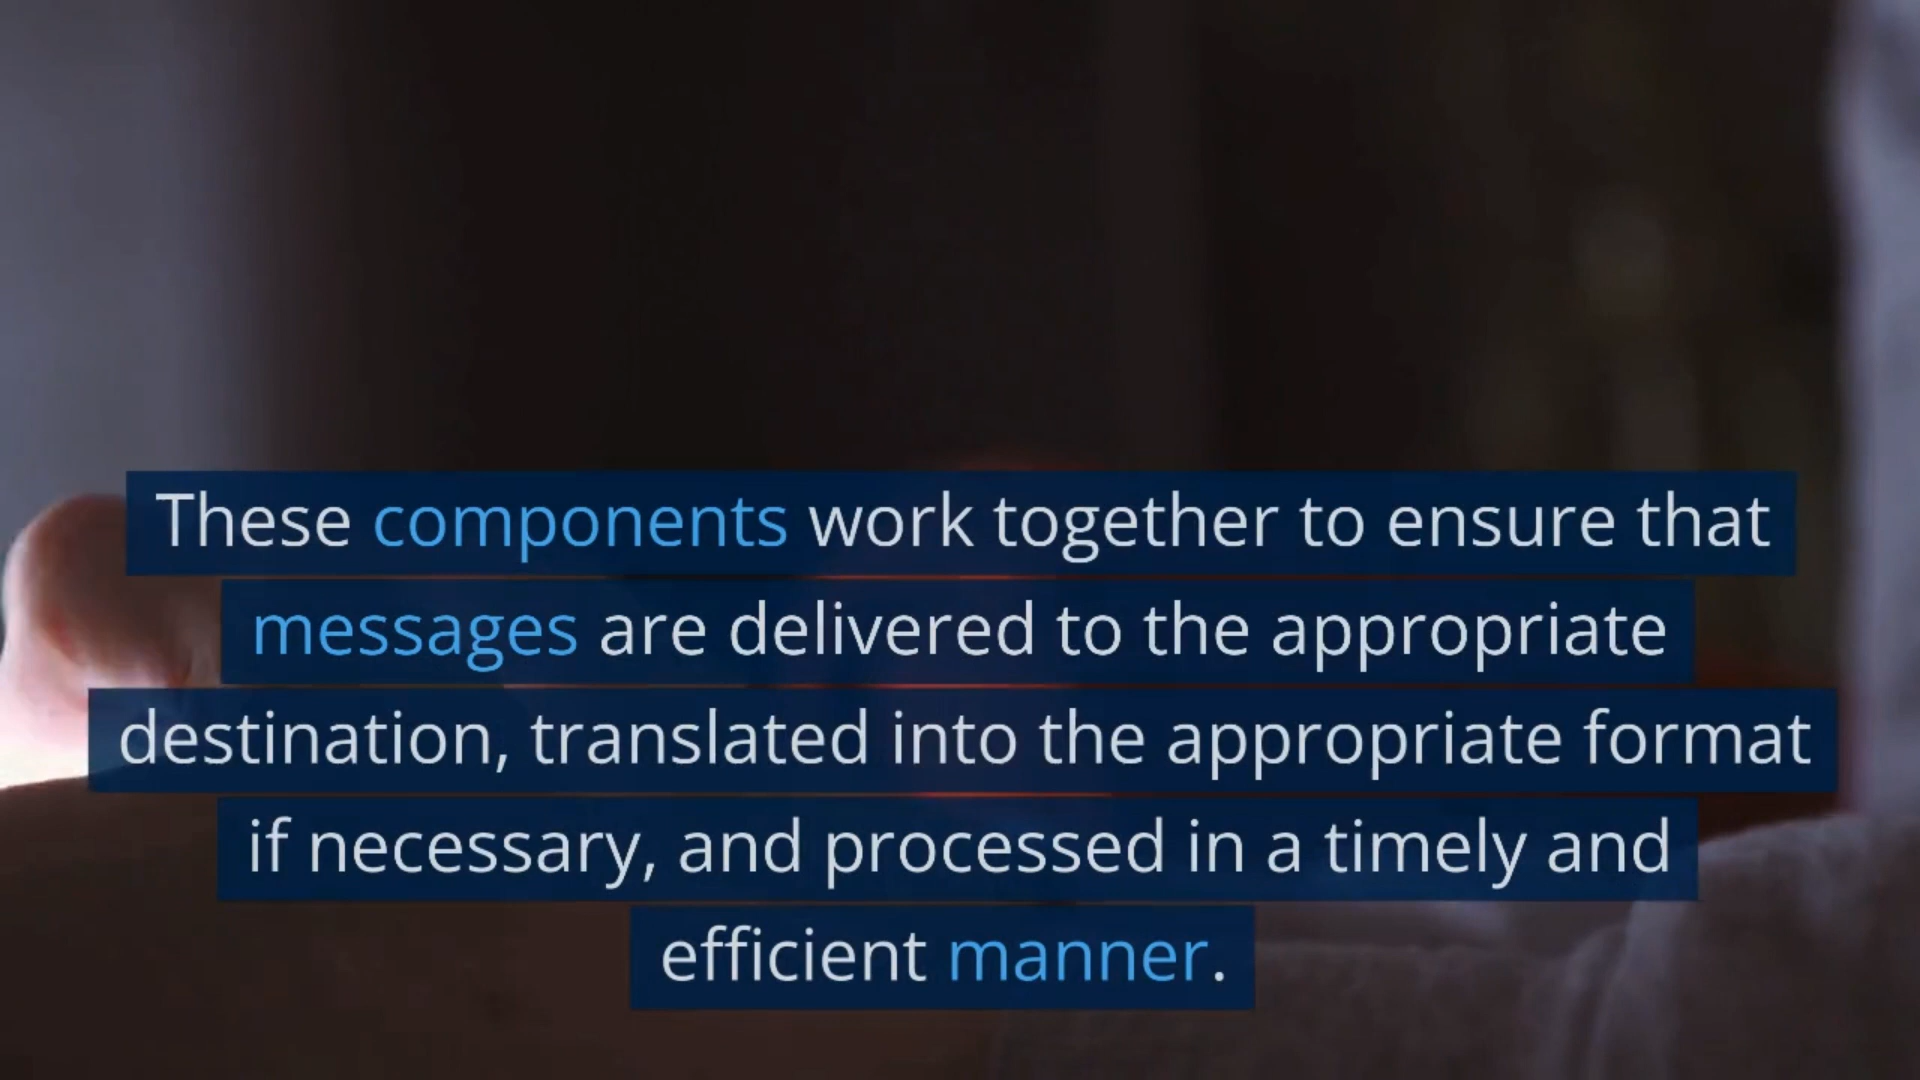 These components work together to ensure that
messages are delivered to the appropriate
destination, translated into the appropriate format
if necessary, and processed in a timely and
efficient manner.